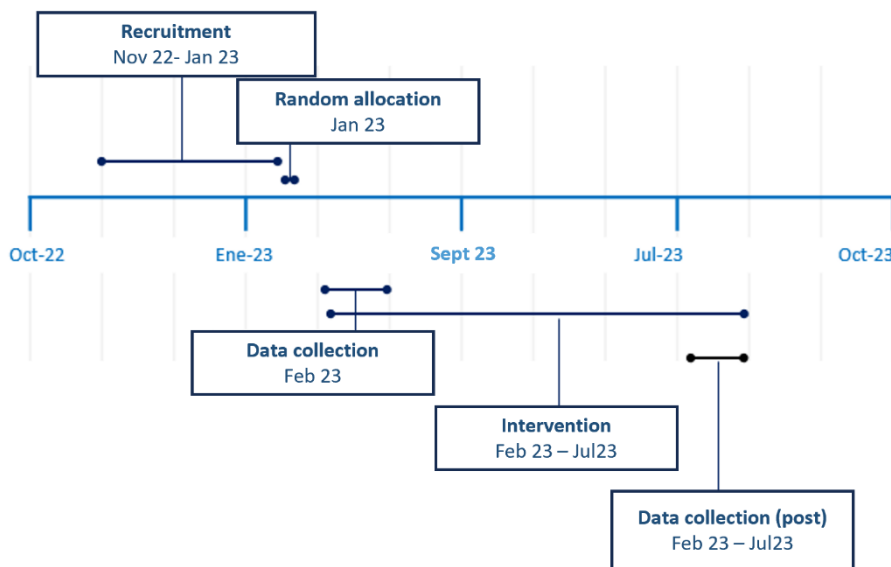 Recruitment
Nov 22- Jan 23
Random allocation
Jan 23
Oct-22
Ene-23
Sept 23
Jul-23
Oct-23
Data collection
Feb 23
Intervention
Feb 23 – Jul23
Data collection (post)
Feb 23 – Jul23